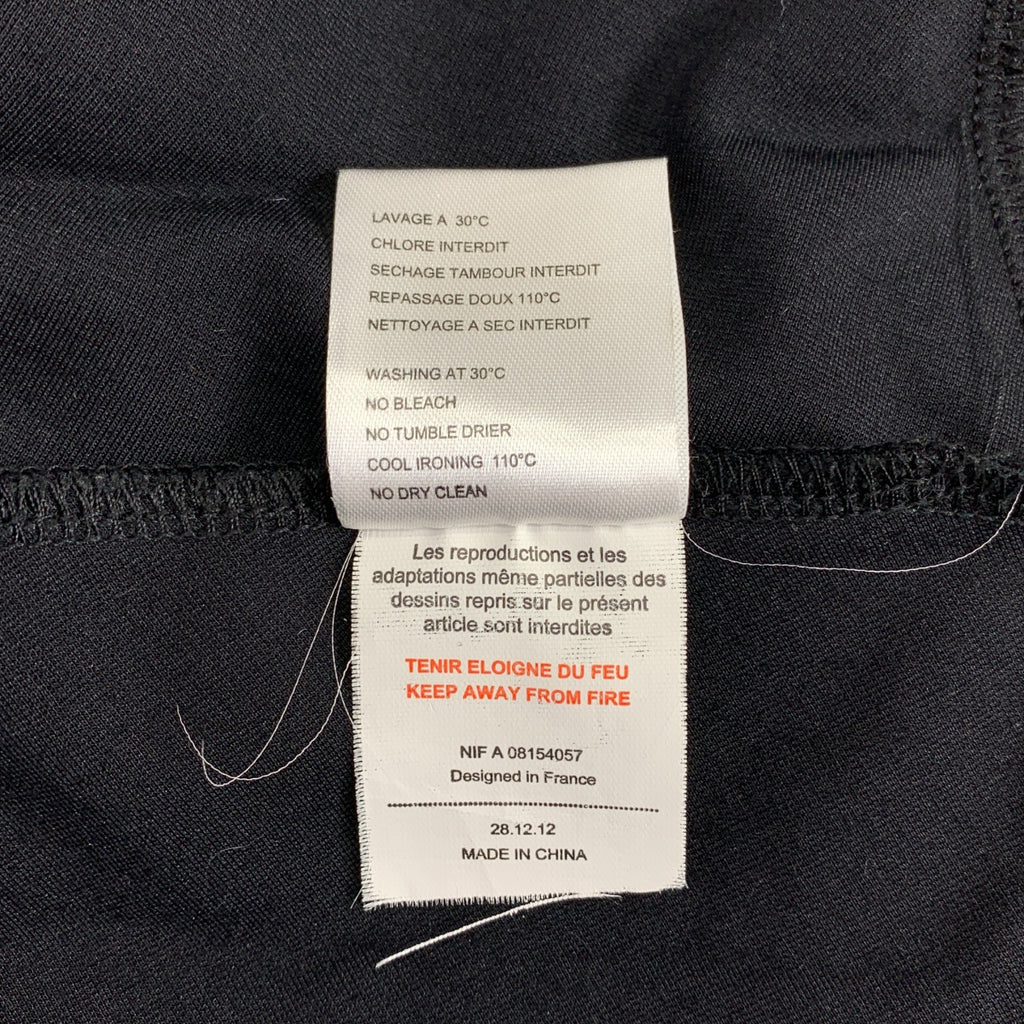 LAVAGE A 30°C
CHLORE INTERDIT
SECHAGE TAMBOUR INTERDIT
REPASSAGE DOUX 110°C
NETTOYAGE A SEC INTERDIT
WASHING AT 30°C
NO BLEACH
NO TUMBLE DRIER
COOL IRONING 110°C
NO DRY CLEAN
Les reproductions et les
adaptations même partielles des
dessins repris sur le présent
article sont interdites
TENIR ELOIGNE DU FEU
KEEP AWAY FROM FIRE
NIF A 08154057
Designed in France
28.12.12
MADE IN CHINA